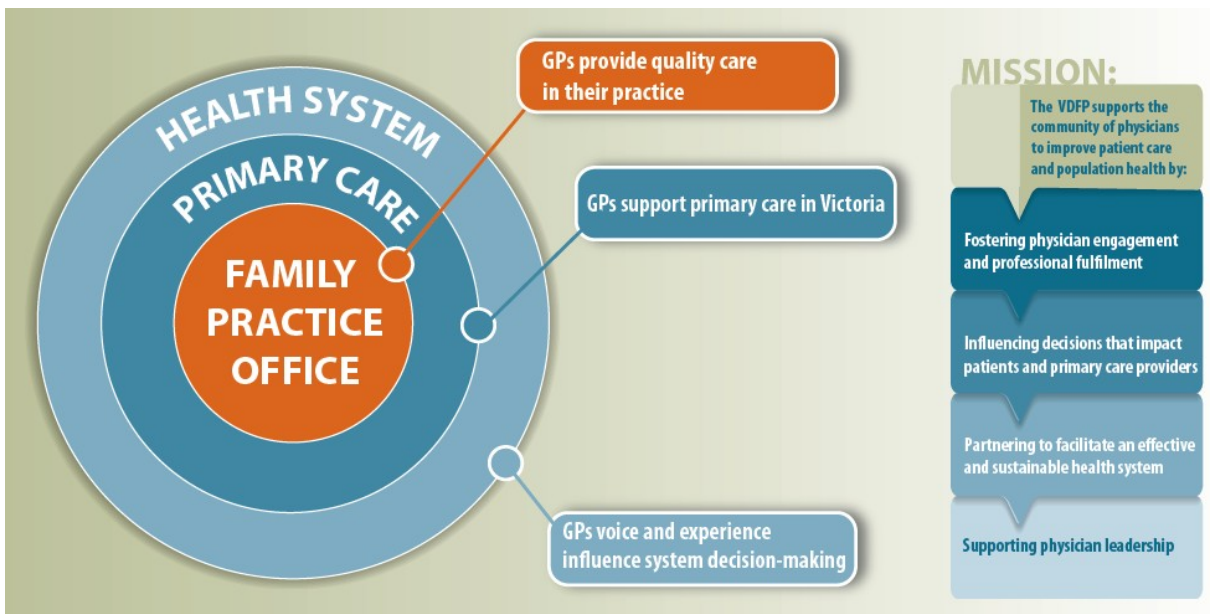 HEALTH SYSTEM
PRIMARY CARE
FAMILY
PRACTICE
OFFICE
GPs provide quality care
in their practice
GPs support primary care in Victoria
GPs voice and experience
influence system decision-making
MISSION:
The VDFP supports the
community of physicians
to improve patient care
and population health by:
Fostering physician engagement
and professional fulfilment
Influencing decisions that impact
patients and primary care providers
Partnering to facilitate an effective
and sustainable health system
Supporting physician leadership